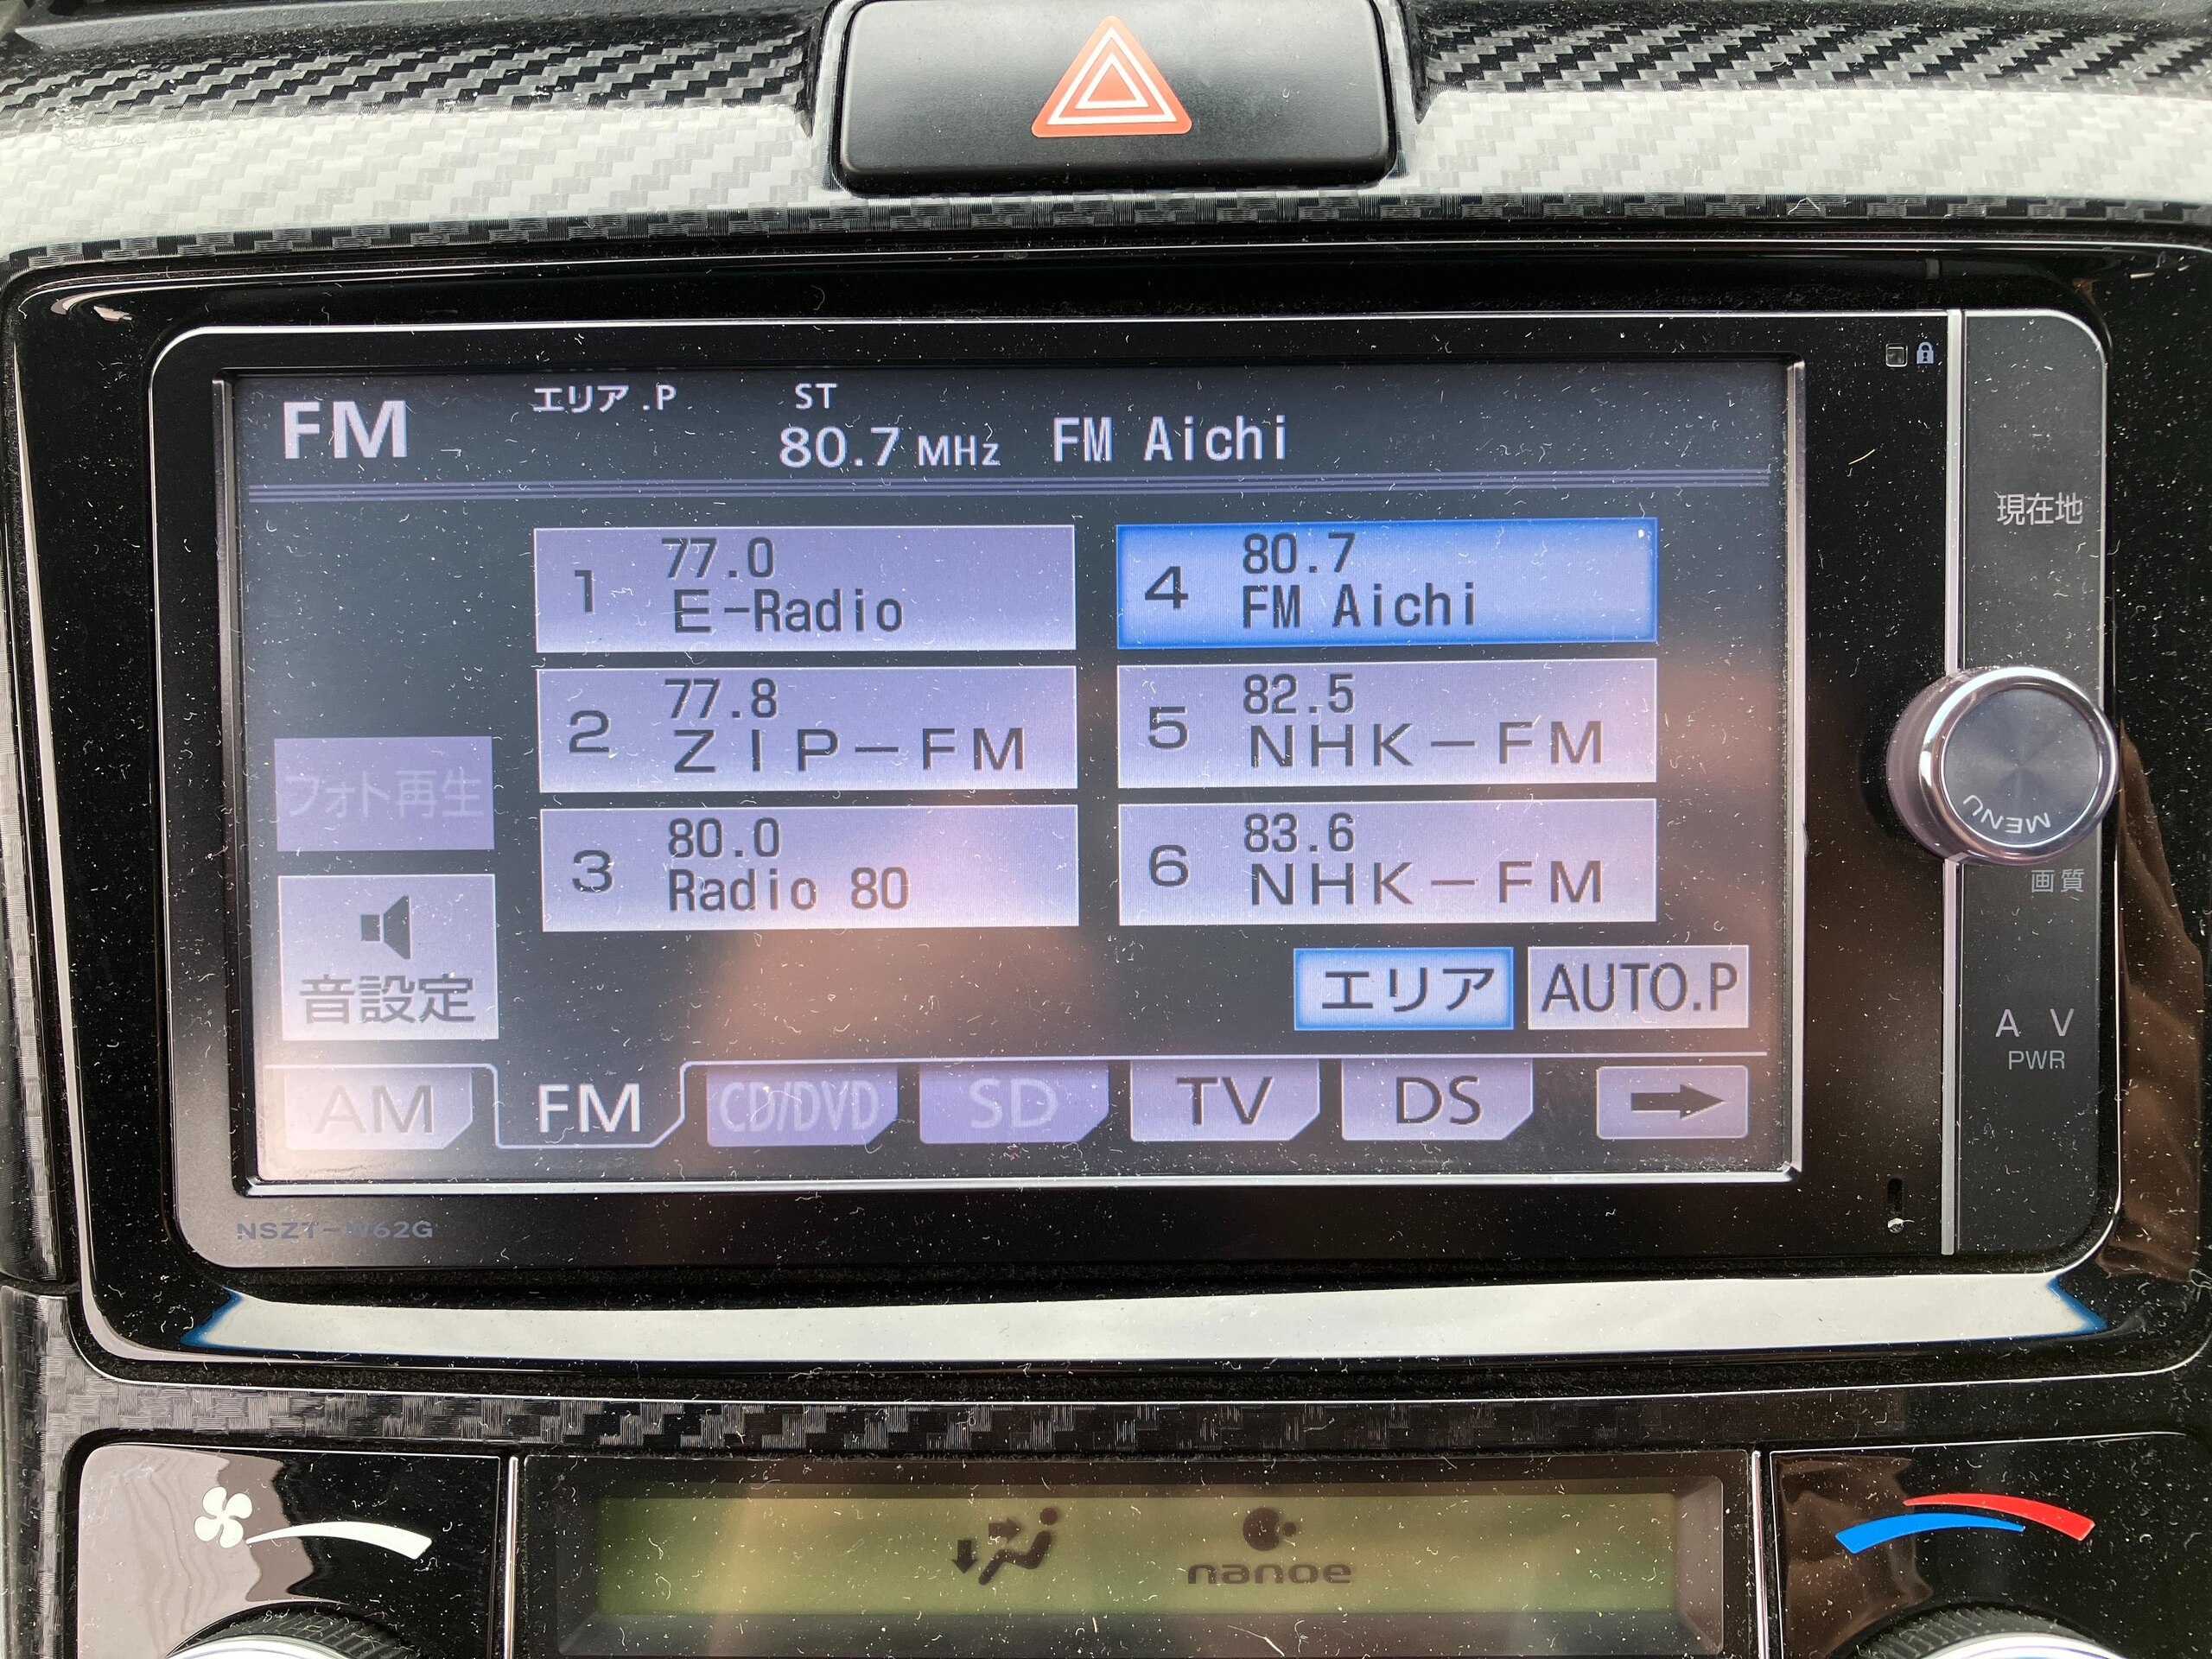 FM
エリア.P
ST
80.7 MHz FM Aichi
1 77.0
E-Radio
2 77.8
ZIP-FM
3 80.0
Radio 80
4 80.7
FM Aichi
5 82.5
NHK-FM
6 83.6
NHK-FM
フォト再生
音設定
エリア
AUTO.P
AM
FM
CD/DVD
SD
TV
DS
現在地
MENU
画質
AV
PWR
NSZT-W62G
nanoe